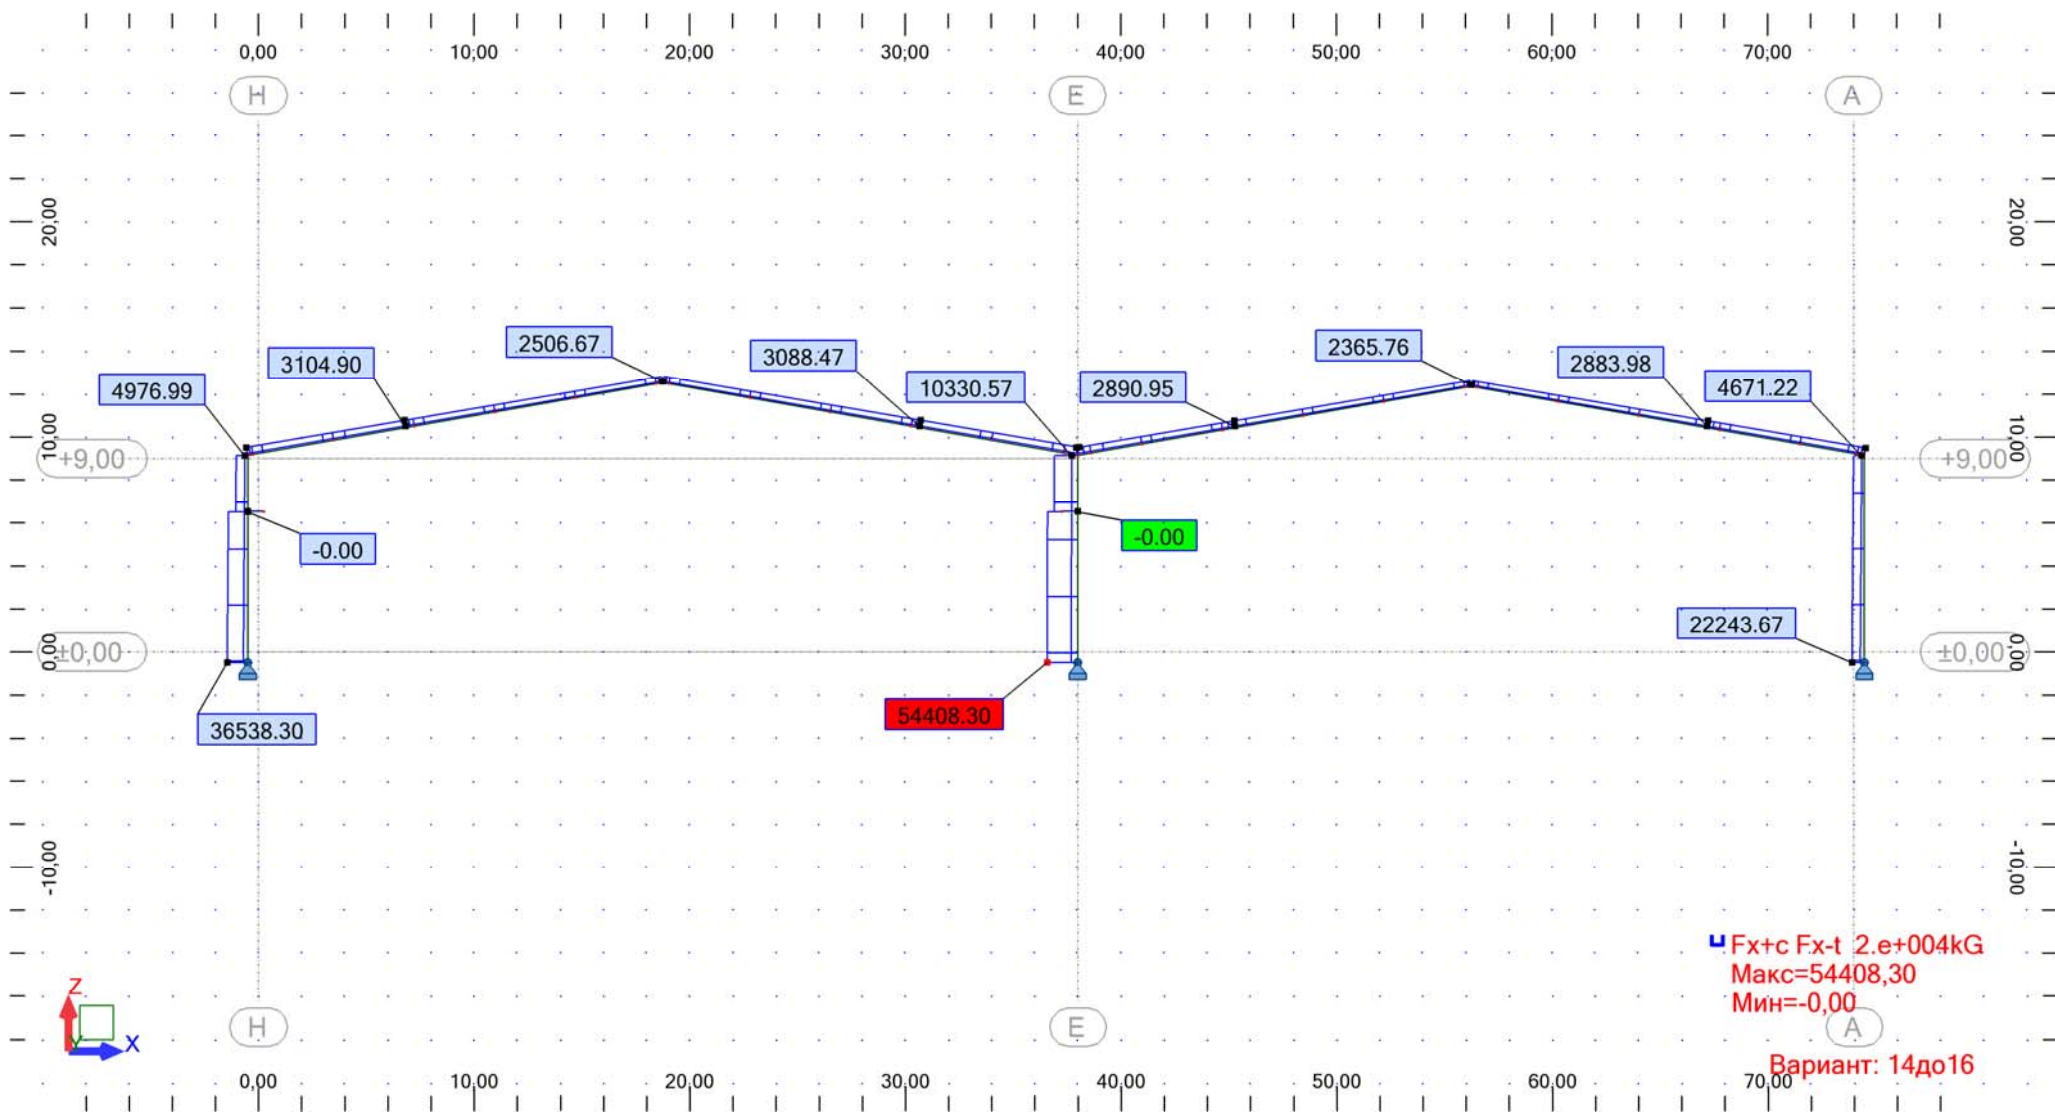 0,00 10,00 20,00 30,00 40,00 50,00 60,00 70,00
H E A
20,00 20,00
2506.67 2365.76
3104.90 3088.47 2883.98
4976.99 10330.57 2890.95 4671.22
10,00 10,00
+9,00 +9,00
-0.00 -0.00
22243.67
0,00 0,00
±0,00 ±0,00
36538.30 54408.30
-10,00 -10,00
Fx+c Fx-t 2.e+004kG
Макс=54408,30
Мин=-0,00
Z
Y X
H E A
Вариант: 14до16
0,00 10,00 20,00 30,00 40,00 50,00 60,00 70,00